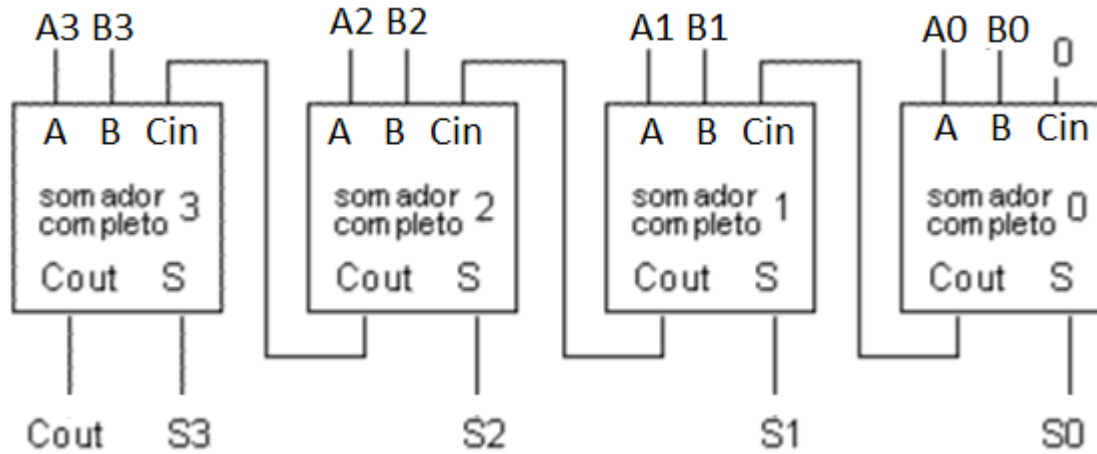 A3 B3 A2 B2 A1 B1 A0 B0 0
A B Cin A B Cin A B Cin A B Cin
somador completo 3 somador completo 2 somador completo 1 somador completo 0
Cout S Cout S Cout S Cout S
Cout S3 S2 S1 S0